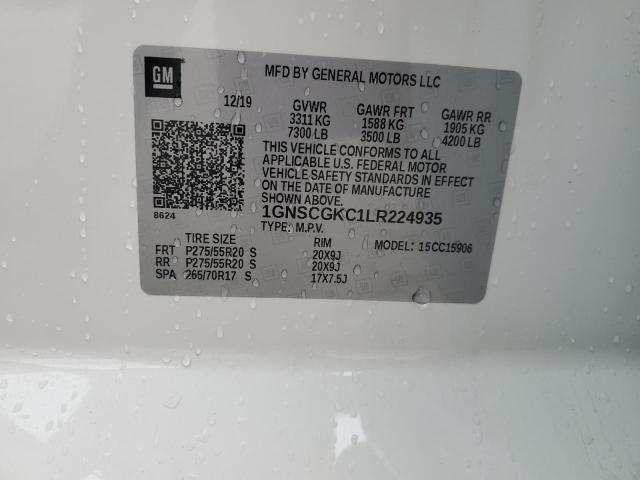 GM
MFD BY GENERAL MOTORS LLC
12/19
GVWR GAWR FRT GAWR RR
3311 KG 1588 KG 1905 KG
7300 LB 3500 LB 4200 LB
THIS VEHICLE CONFORMS TO ALL
APPLICABLE U.S. FEDERAL MOTOR
VEHICLE SAFETY STANDARDS IN EFFECT
ON THE DATE OF MANUFACTURE
SHOWN ABOVE.
8624
1GNSCGKC1LR224935
TYPE: M.P.V.
MODEL: 15CC15906
TIRE SIZE RIM
FRT P275/55R20 S 20X9J
RR P275/55R20 S 20X9J
SPA 265/70R17 S 17X7.5J